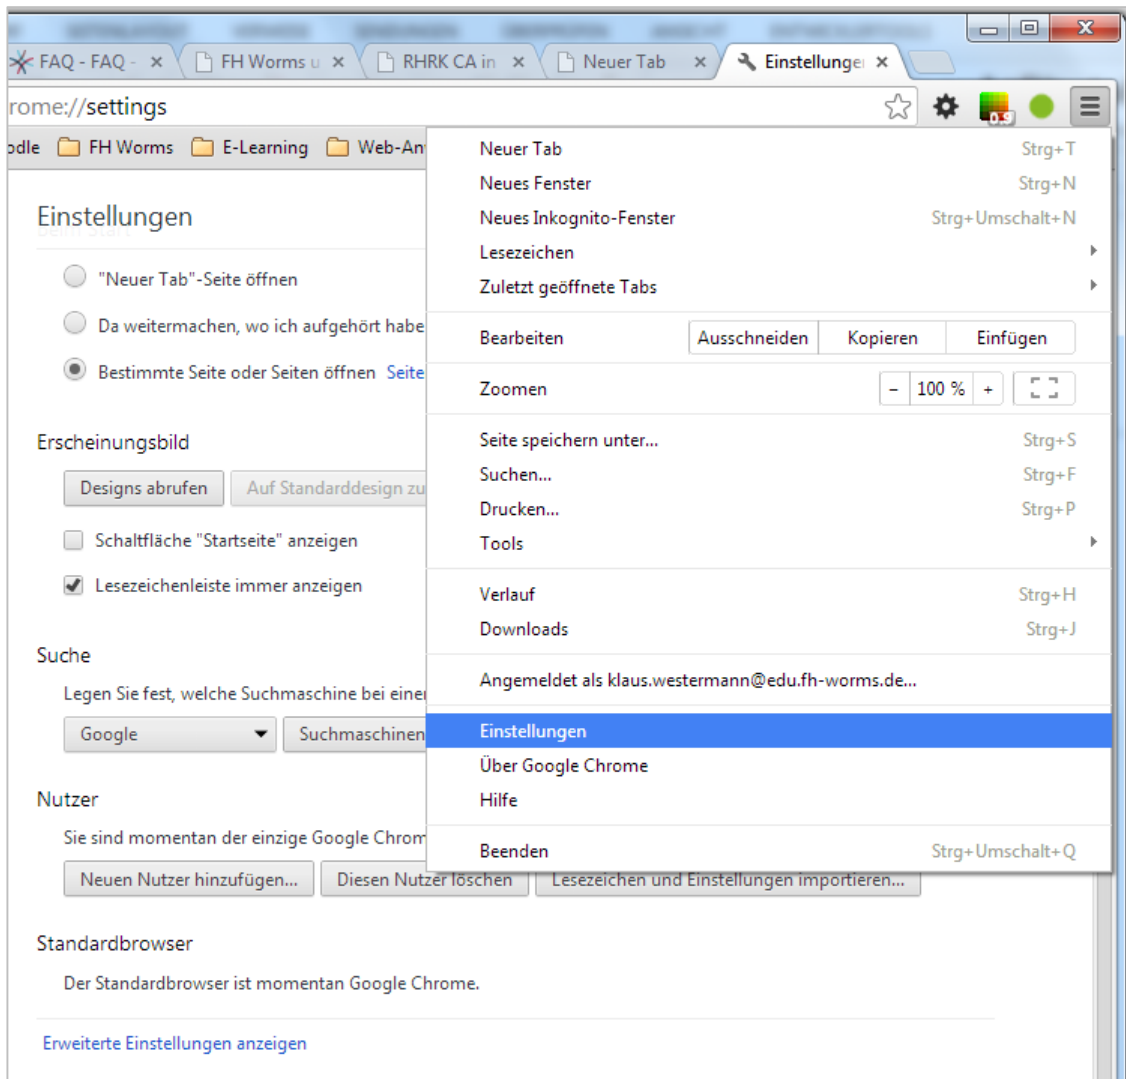 FAQ - FAQ - FH Worms u RHRK CA in Neuer Tab Einstellunge
rome://settings
0.9
odle FH Worms E-Learning Web-An
Einstellungen
"Neuer Tab"-Seite öffnen
Da weitermachen, wo ich aufgehört habe
Bestimmte Seite oder Seiten öffnen Seite
Erscheinungsbild
Designs abrufen Auf Standarddesign zu
Schaltfläche "Startseite" anzeigen
Lesezeichenleiste immer anzeigen
Suche
Legen Sie fest, welche Suchmaschine bei einer
Google Suchmaschinen
Nutzer
Sie sind momentan der einzige Google Chrom
Neuen Nutzer hinzufügen... Diesen Nutzer löschen Lesezeichen und Einstellungen importieren...
Standardbrowser
Der Standardbrowser ist momentan Google Chrome.
Erweiterte Einstellungen anzeigen
Neuer Tab Strg+T
Neues Fenster Strg+N
Neues Inkognito-Fenster Strg+Umschalt+N
Lesezeichen
Zuletzt geöffnete Tabs
Bearbeiten Ausschneiden Kopieren Einfügen
Zoomen − 100 % +
Seite speichern unter... Strg+S
Suchen... Strg+F
Drucken... Strg+P
Tools
Verlauf Strg+H
Downloads Strg+J
Angemeldet als klaus.westermann@edu.fh-worms.de...
Einstellungen
Über Google Chrome
Hilfe
Beenden Strg+Umschalt+Q